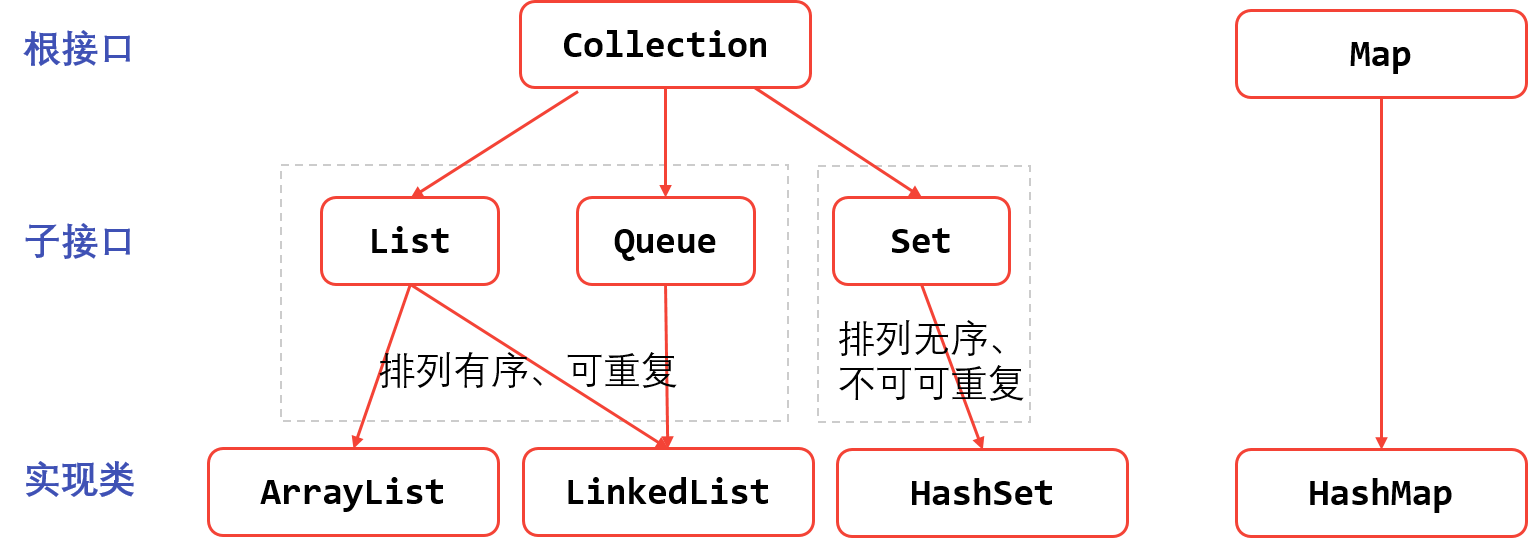 根接口
Collection
Map
子接口
List
Queue
Set
排列有序、可重复
排列无序、
不可可重复
实现类
ArrayList
LinkedList
HashSet
HashMap